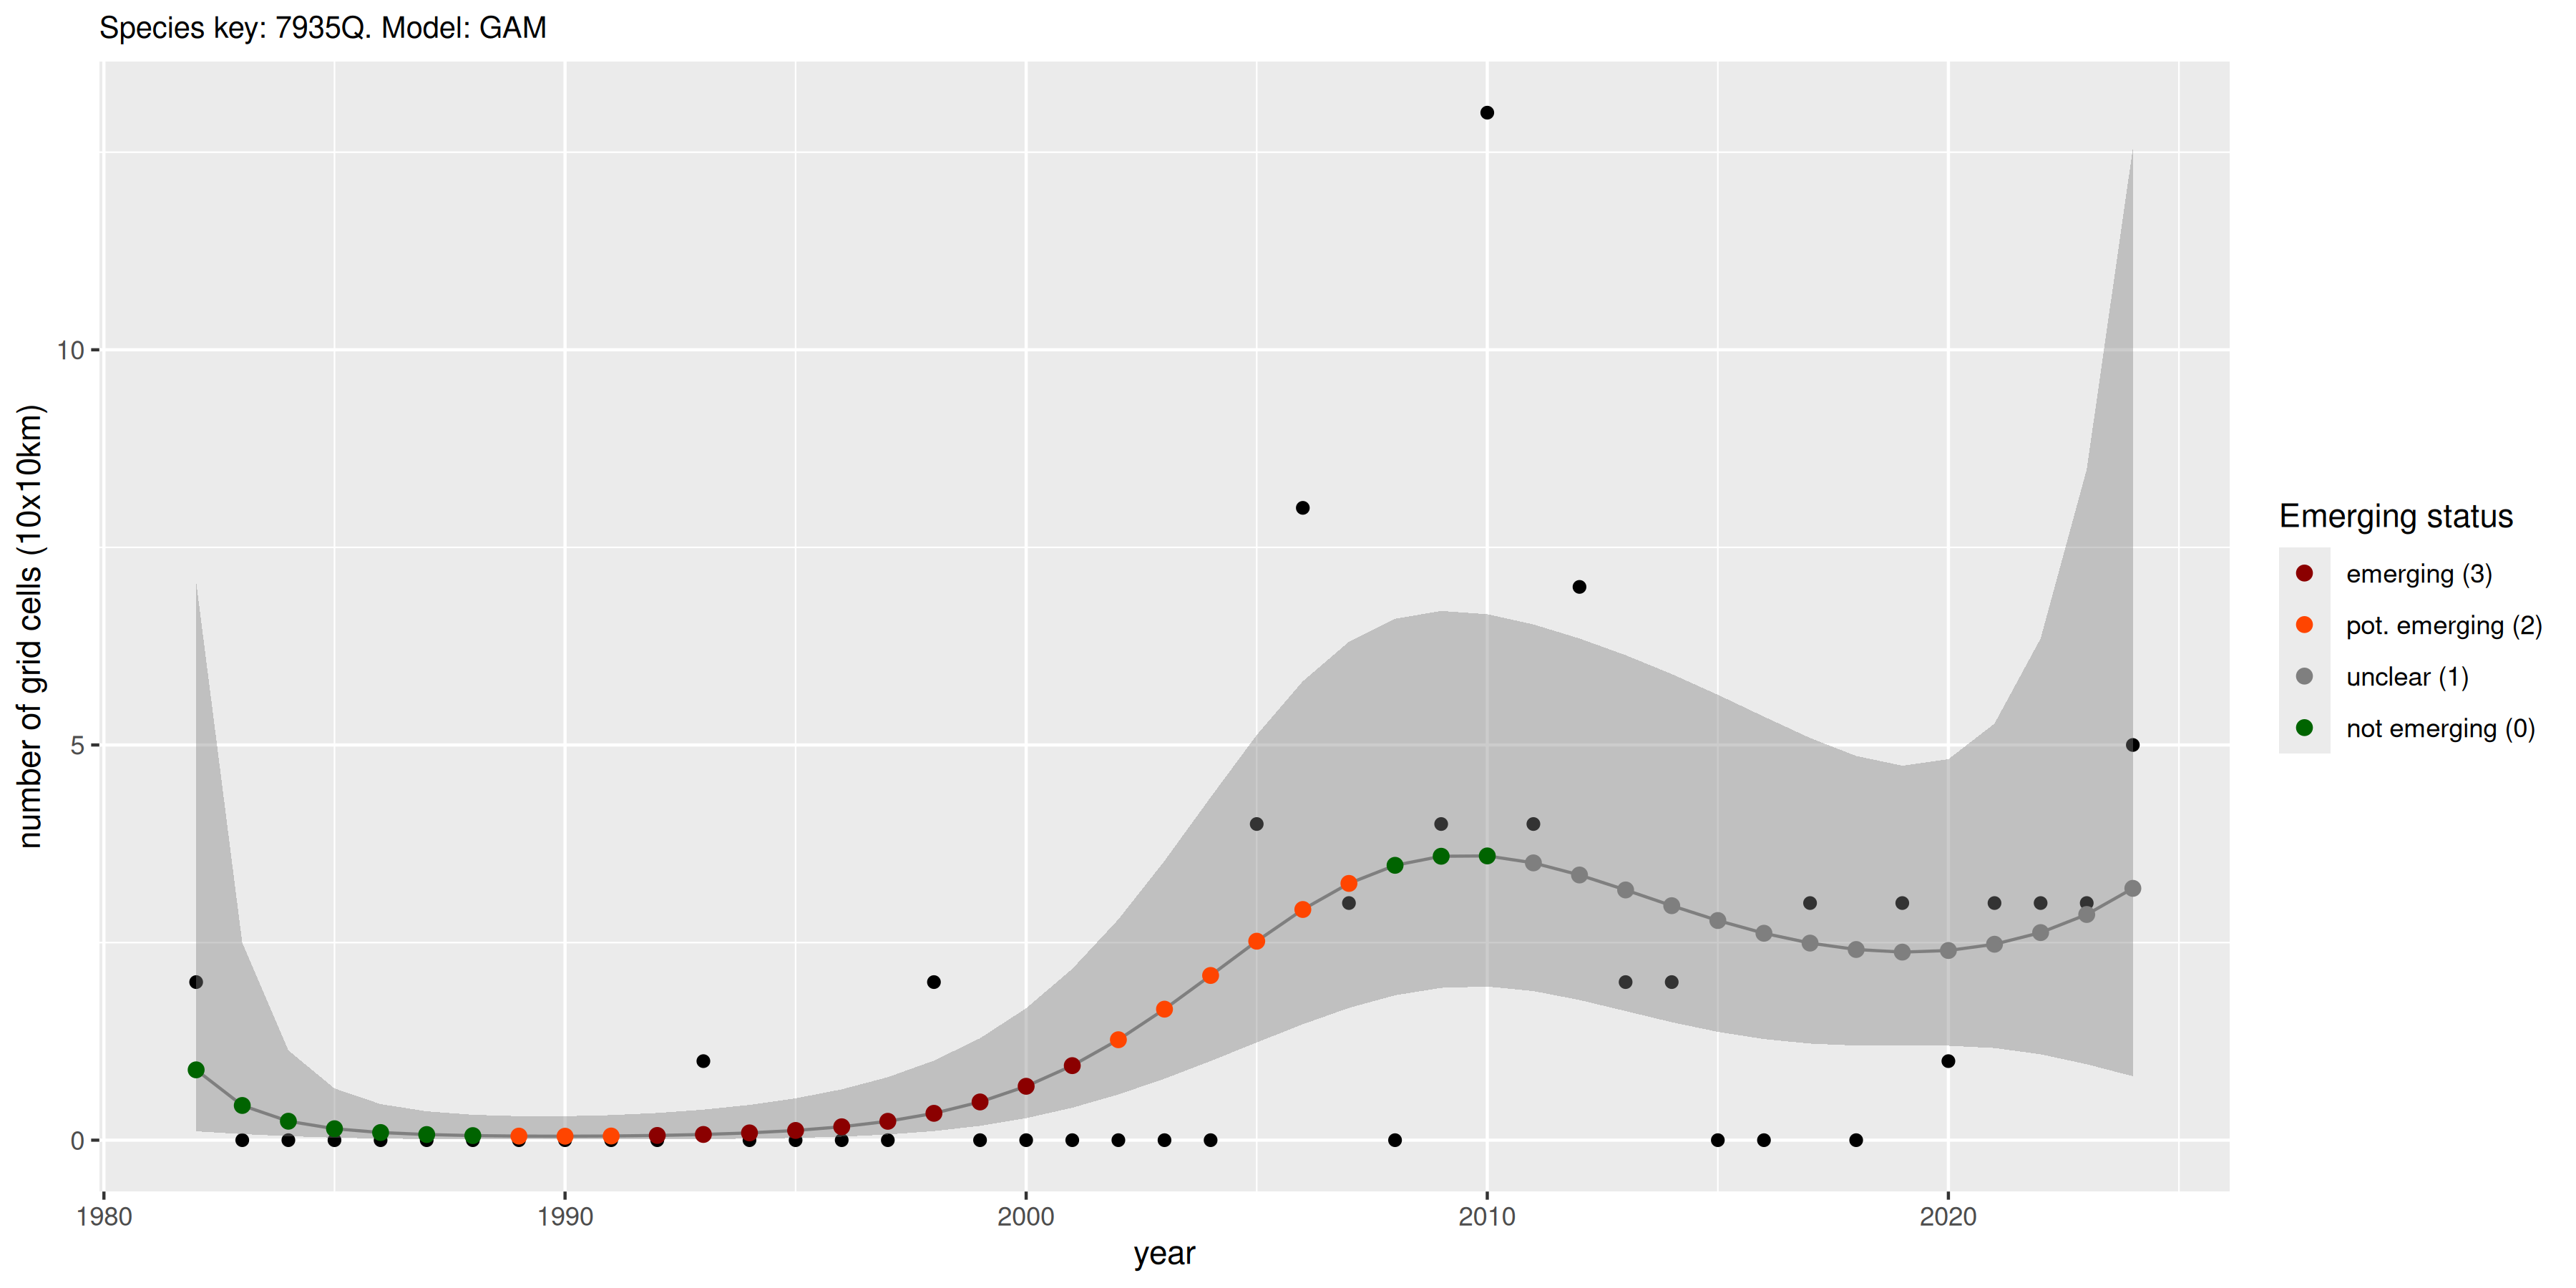 Species key: 7935Q. Model: GAM
number of grid cells (10x10km)
10
5
0
1980
1990
2000
2010
2020
year
Emerging status
emerging (3)
pot. emerging (2)
unclear (1)
not emerging (0)